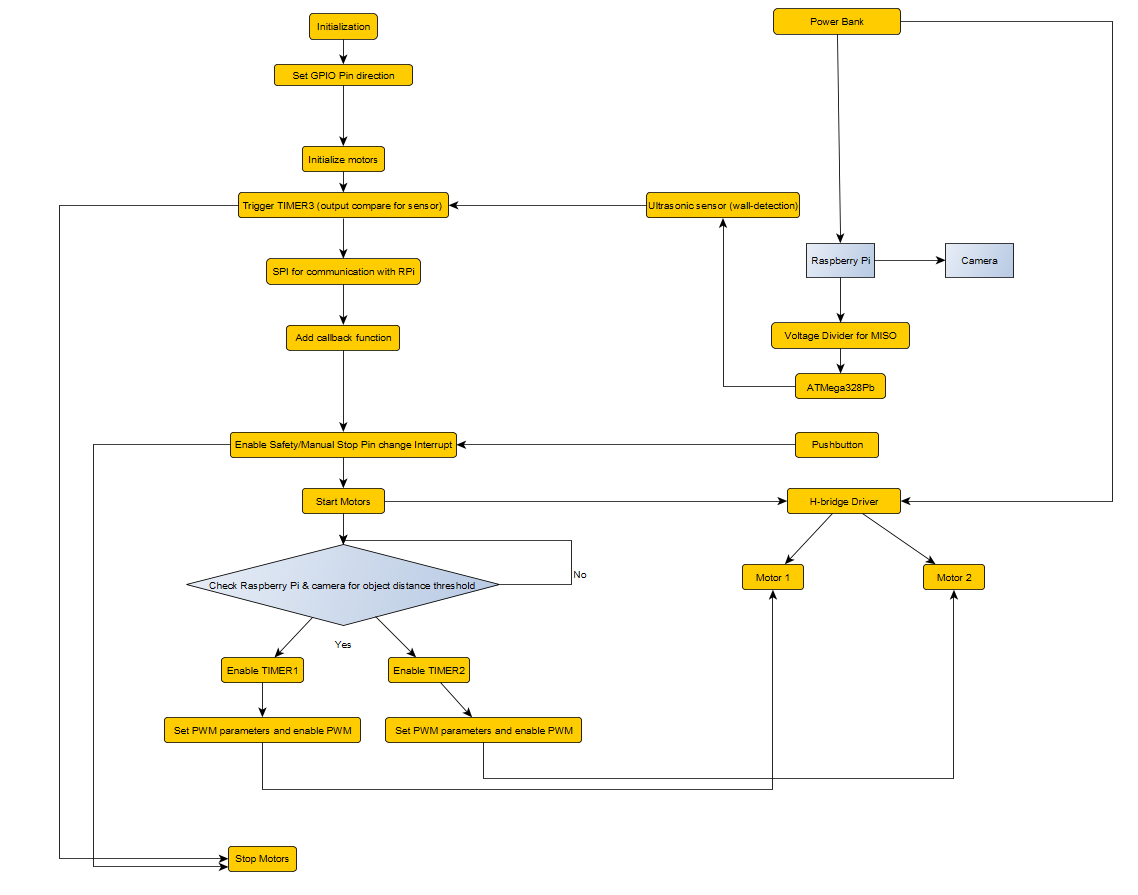 Initialization
Power Bank
Set GPIO Pin direction
Initialize motors
Trigger TIMER3 (output compare for sensor)
Ultrasonic sensor (wall-detection)
SPI for communication with RPi
Raspberry Pi
Camera
Add callback function
Voltage Divider for MISO
ATMega328Pb
Enable Safety/Manual Stop Pin change Interrupt
Pushbutton
Start Motors
H-bridge Driver
Check Raspberry Pi & camera for object distance threshold
No
Motor 1
Motor 2
Yes
Enable TIMER1
Enable TIMER2
Set PWM parameters and enable PWM
Set PWM parameters and enable PWM
Stop Motors